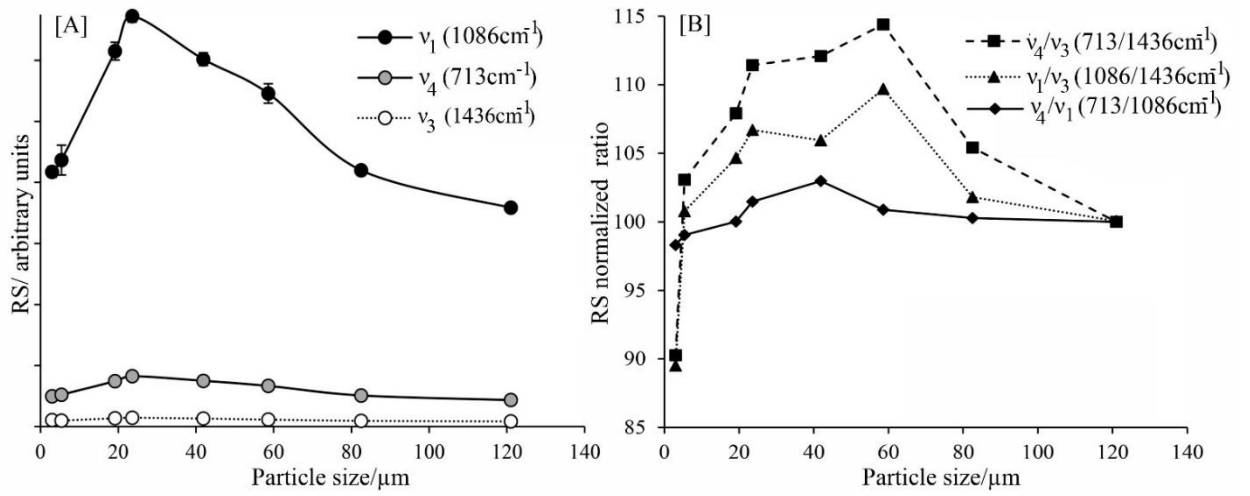 [A]
ν1 (1086cm-1)
ν4 (713cm-1)
ν3 (1436cm-1)
RS/ arbitrary units
0 20 40 60 80 100 120 140
Particle size/µm
[B]
ν4/ν3 (713/1436cm-1)
ν1/ν3 (1086/1436cm-1)
ν4/ν1 (713/1086cm-1)
RS normalized ratio
115
110
105
100
95
90
85
0 20 40 60 80 100 120 140
Particle size/µm